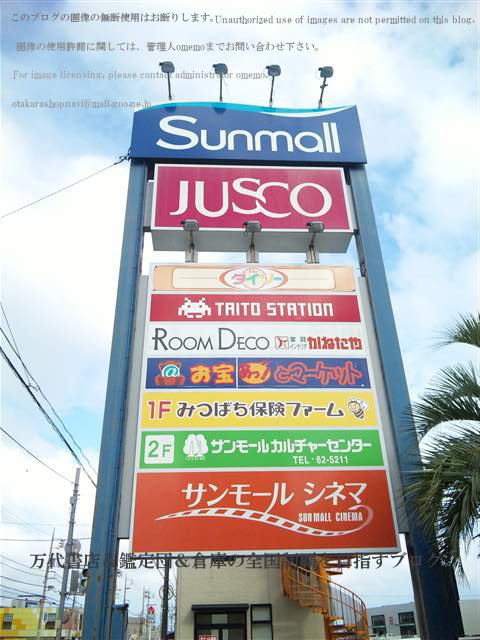 このブログの画像の無断使用はお断りします。Unauthorized use of images are not permitted on this blog.
画像の使用許諾に関しては、管理人omemoまでお問い合わせ下さい。
For image licensing, please contact administrator omemo.
otakarashopnavi@mail-goo-ne-jp
Sunmall
JUSCO
ザ・ダイソー
TAITO STATION
ROOM DECO 家具 インテリア かねたや
@ お宝 あっ!とマーケット
1F みつばち保険ファーム
2F CULTURE サンモールカルチャーセンター
TEL・62-5211
サンモール シネマ
SUNMALL CINEMA
万代書店&鑑定団&倉庫の全国制覇を目指すブログ